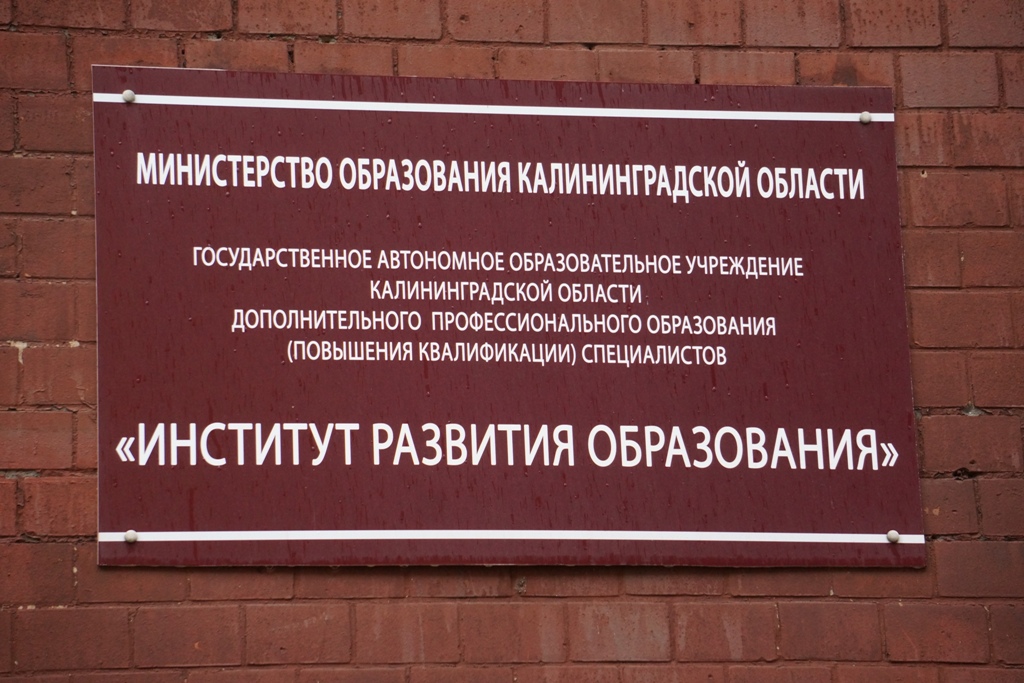 МИНИСТЕРСТВО ОБРАЗОВАНИЯ КАЛИНИНГРАДСКОЙ ОБЛАСТИ
ГОСУДАРСТВЕННОЕ АВТОНОМНОЕ ОБРАЗОВАТЕЛЬНОЕ УЧРЕЖДЕНИЕ
КАЛИНИНГРАДСКОЙ ОБЛАСТИ
ДОПОЛНИТЕЛЬНОГО ПРОФЕССИОНАЛЬНОГО ОБРАЗОВАНИЯ
(ПОВЫШЕНИЯ КВАЛИФИКАЦИИ) СПЕЦИАЛИСТОВ
«ИНСТИТУТ РАЗВИТИЯ ОБРАЗОВАНИЯ»